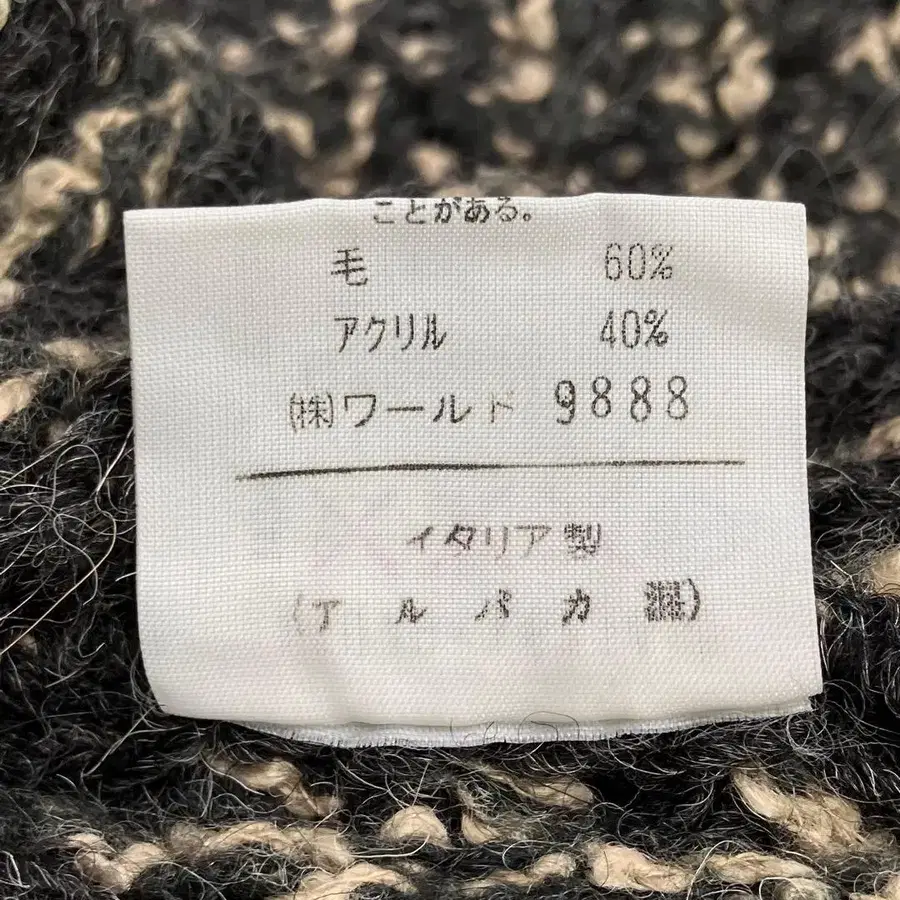 ことがある。
毛 60%
アクリル 40%
(株)ワールド 9888
イタリア製
(アルパカ混)